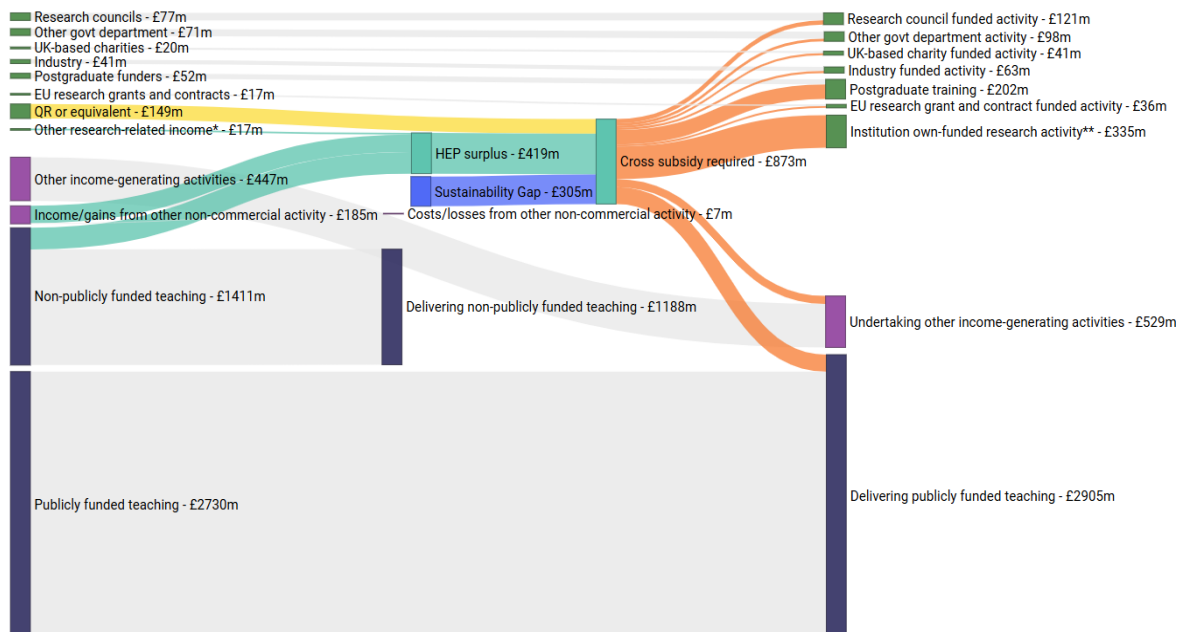 Research councils - £77m
Other govt department - £71m
UK-based charities - £20m
Industry - £41m
Postgraduate funders - £52m
EU research grants and contracts - £17m
QR or equivalent - £149m
Other research-related income* - £17m
Other income-generating activities - £447m
Income/gains from other non-commercial activity - £185m
Non-publicly funded teaching - £1411m
Publicly funded teaching - £2730m
HEP surplus - £419m
Sustainability Gap - £305m
Costs/losses from other non-commercial activity - £7m
Delivering non-publicly funded teaching - £1188m
Cross subsidy required - £873m
Research council funded activity - £121m
Other govt department activity - £98m
UK-based charity funded activity - £41m
Industry funded activity - £63m
Postgraduate training - £202m
EU research grant and contract funded activity - £36m
Institution own-funded research activity** - £335m
Undertaking other income-generating activities - £529m
Delivering publicly funded teaching - £2905m